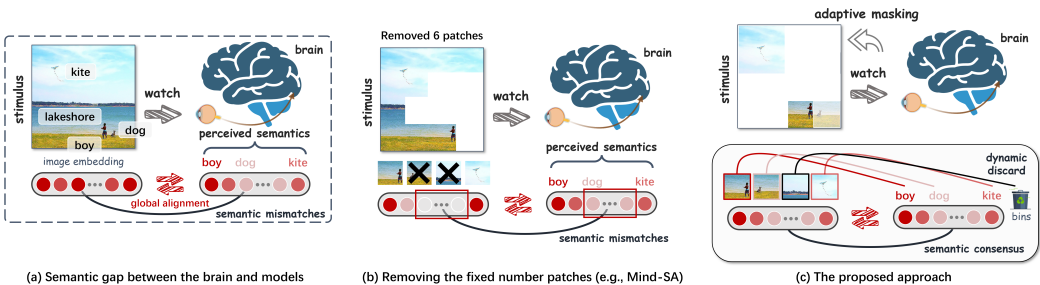 stimulus
kite
lakeshore
dog
boy
watch
brain
perceived semantics
image embedding
boy dog kite
global alignment
semantic mismatches
(a) Semantic gap between the brain and models
Removed 6 patches
stimulus
watch
brain
perceived semantics
boy dog kite
semantic mismatches
(b) Removing the fixed number patches (e.g., Mind-SA)
adaptive masking
stimulus
watch
brain
dynamic
discard
boy dog kite
bins
semantic consensus
(c) The proposed approach